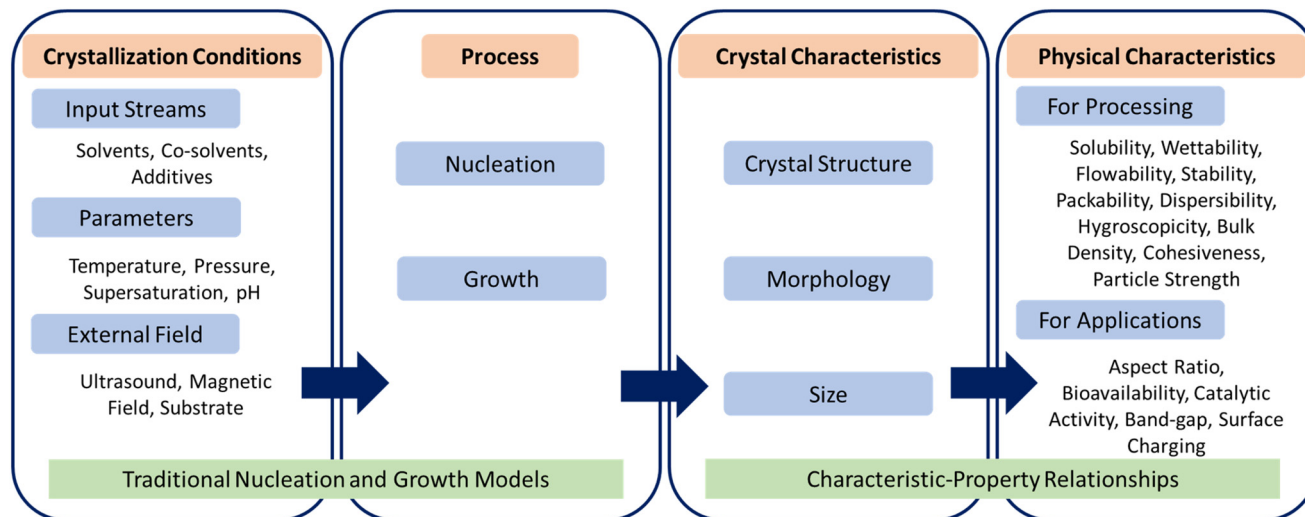 Crystallization Conditions
Input Streams
Solvents, Co-solvents,
Additives
Parameters
Temperature, Pressure,
Supersaturation, pH
External Field
Ultrasound, Magnetic
Field, Substrate
Process
Nucleation
Growth
Traditional Nucleation and Growth Models
Crystal Characteristics
Crystal Structure
Morphology
Size
Physical Characteristics
For Processing
Solubility, Wettability,
Flowability, Stability,
Packability, Dispersibility,
Hygroscopicity, Bulk
Density, Cohesiveness,
Particle Strength
For Applications
Aspect Ratio,
Bioavailability, Catalytic
Activity, Band-gap, Surface
Charging
Characteristic-Property Relationships